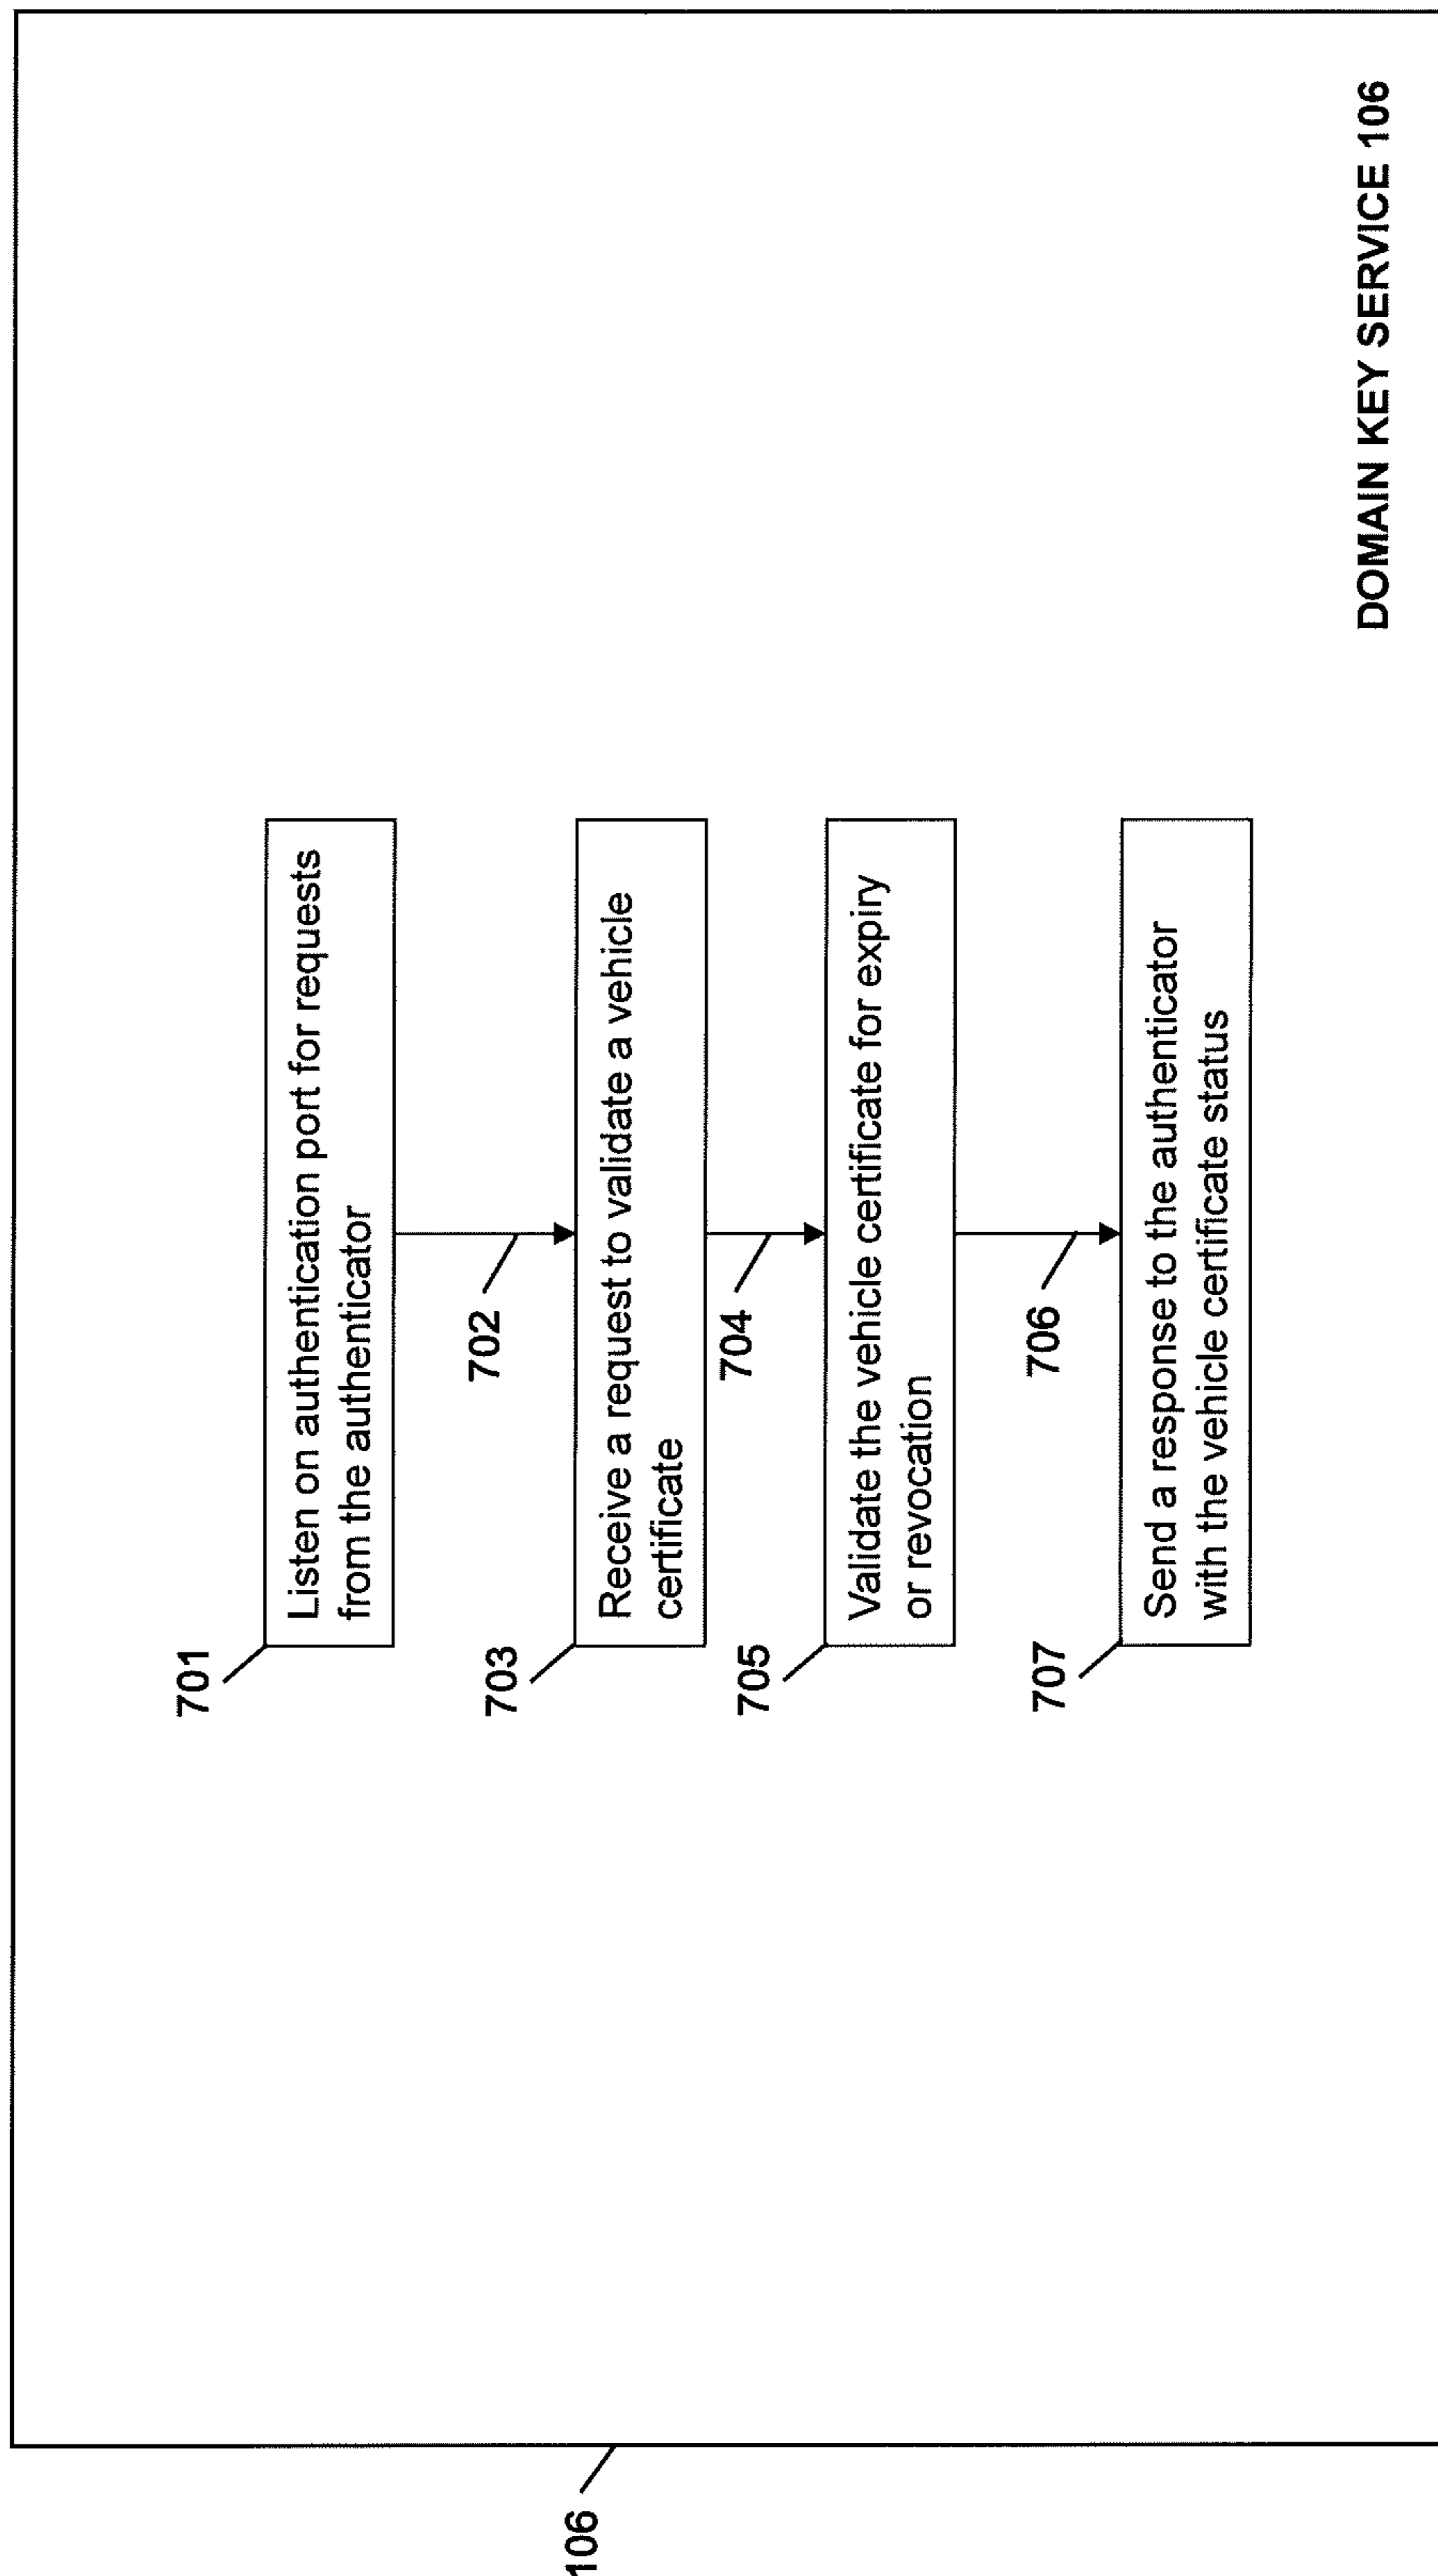 701
Listen on authentication port for requests
from the authenticator
702
703
Receive a request to validate a vehicle
certificate
704
705
Validate the vehicle certificate for expiry
or revocation
706
707
Send a response to the authenticator
with the vehicle certificate status
106
DOMAIN KEY SERVICE 106